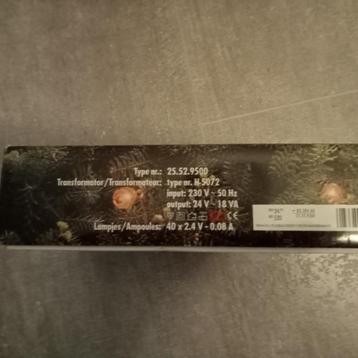 Type nr.: 25.52.9500
Transformator/Transformateur: type nr. H-5072
input: 230 V ~ 50 Hz
output: 24 V ~ 18 VA
Lampjes/Ampoules: 40 x 2.4 V - 0.08 A